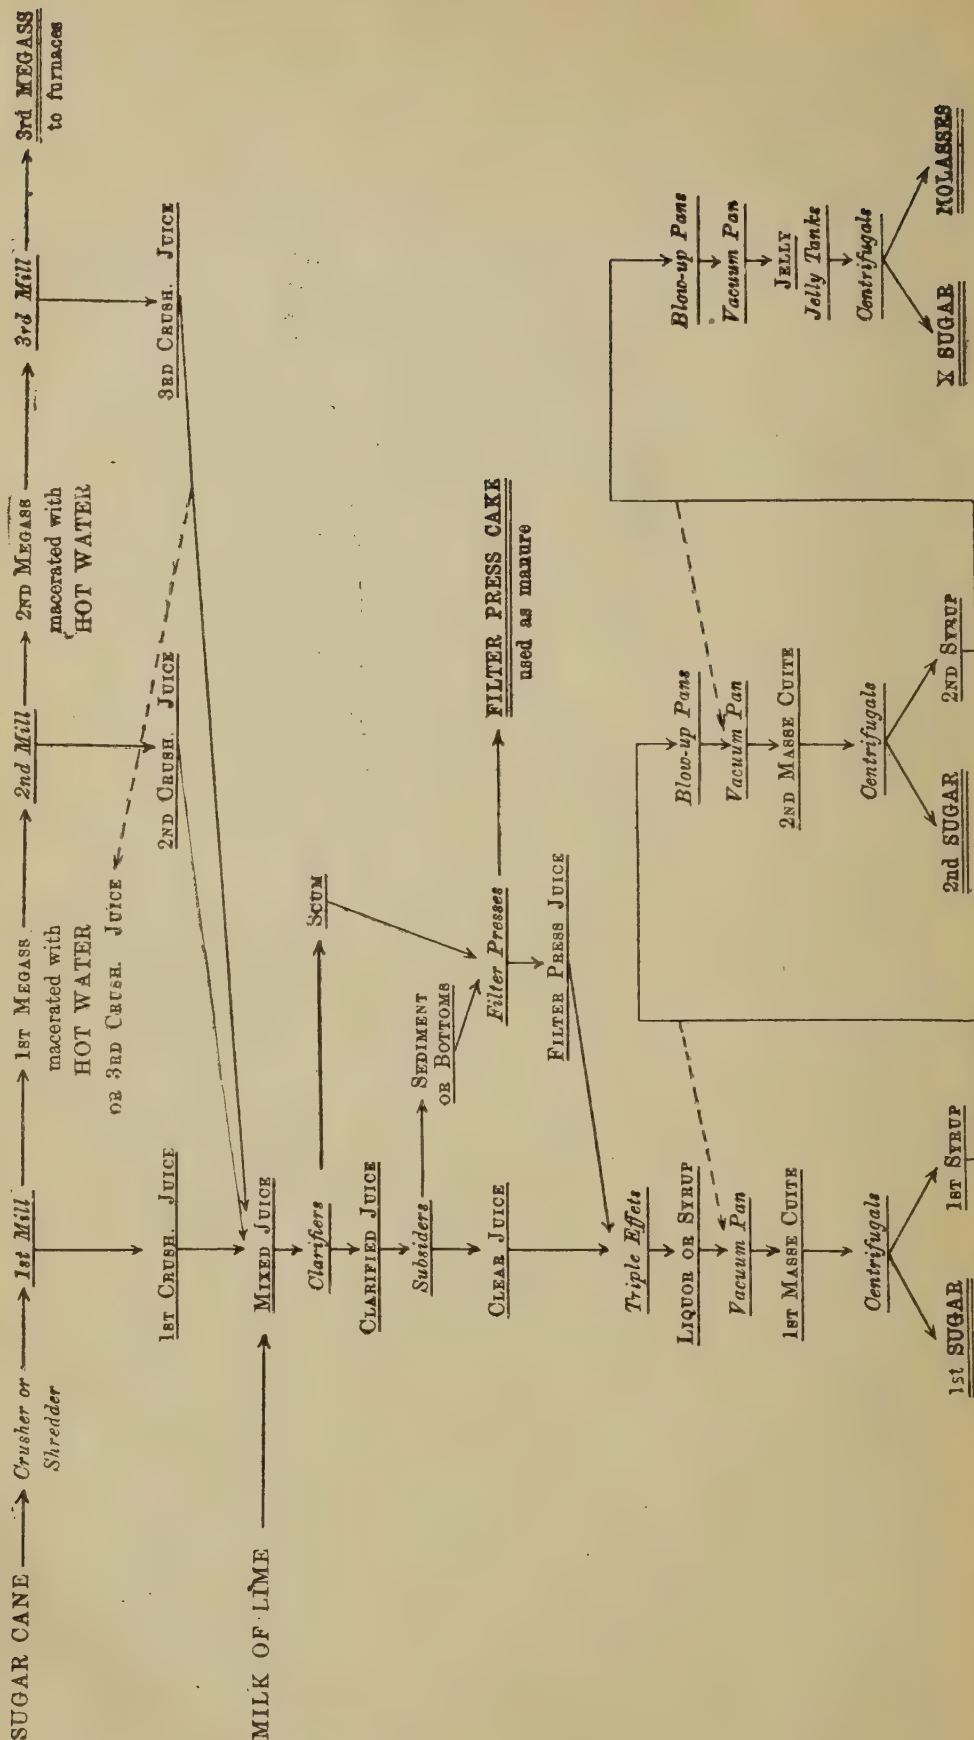 SUGAR CANE
Crusher or
Shredder
1st Mill
1ST MEGASS
macerated with
HOT WATER
OR 3RD CRUSH. JUICE
2nd Mill
2ND MEGASS
macerated with
HOT WATER
3rd Mill
3rd MEGASS
to furnaces
1ST CRUSH. JUICE
2ND CRUSH. JUICE
3RD CRUSH. JUICE
MILK OF LIME
MIXED JUICE
Clarifiers
SCUM
CLARIFIED JUICE
Subsiders
SEDIMENT
OR BOTTOMS
CLEAR JUICE
Filter Presses
FILTER PRESS CAKE
used as manure
FILTER PRESS JUICE
Triple Effets
LIQUOR OR SYRUP
Vacuum Pan
1ST MASSE CUITE
Centrifugals
1st SUGAR
1ST SYRUP
Blow-up Pans
Vacuum Pan
2ND MASSE CUITE
Centrifugals
2nd SUGAR
2ND SYRUP
Blow-up Pans
Vacuum Pan
JELLY
Jelly Tanks
Centrifugals
X SUGAR
MOLASSES